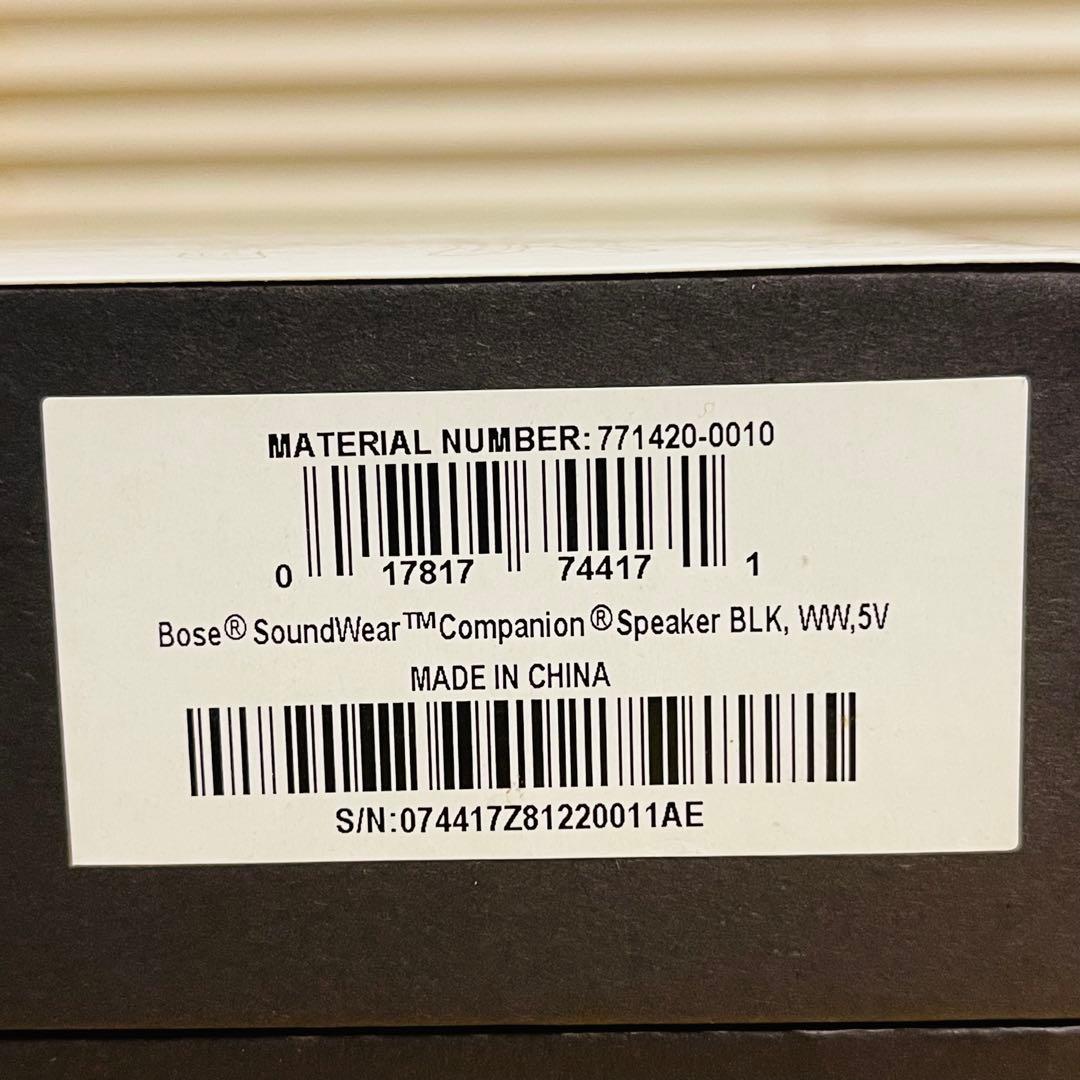 MATERIAL NUMBER: 771420-0010
0 17817 74417 1
Bose® SoundWear™ Companion® Speaker BLK, WW,5V
MADE IN CHINA
S/N:074417Z81220011AE